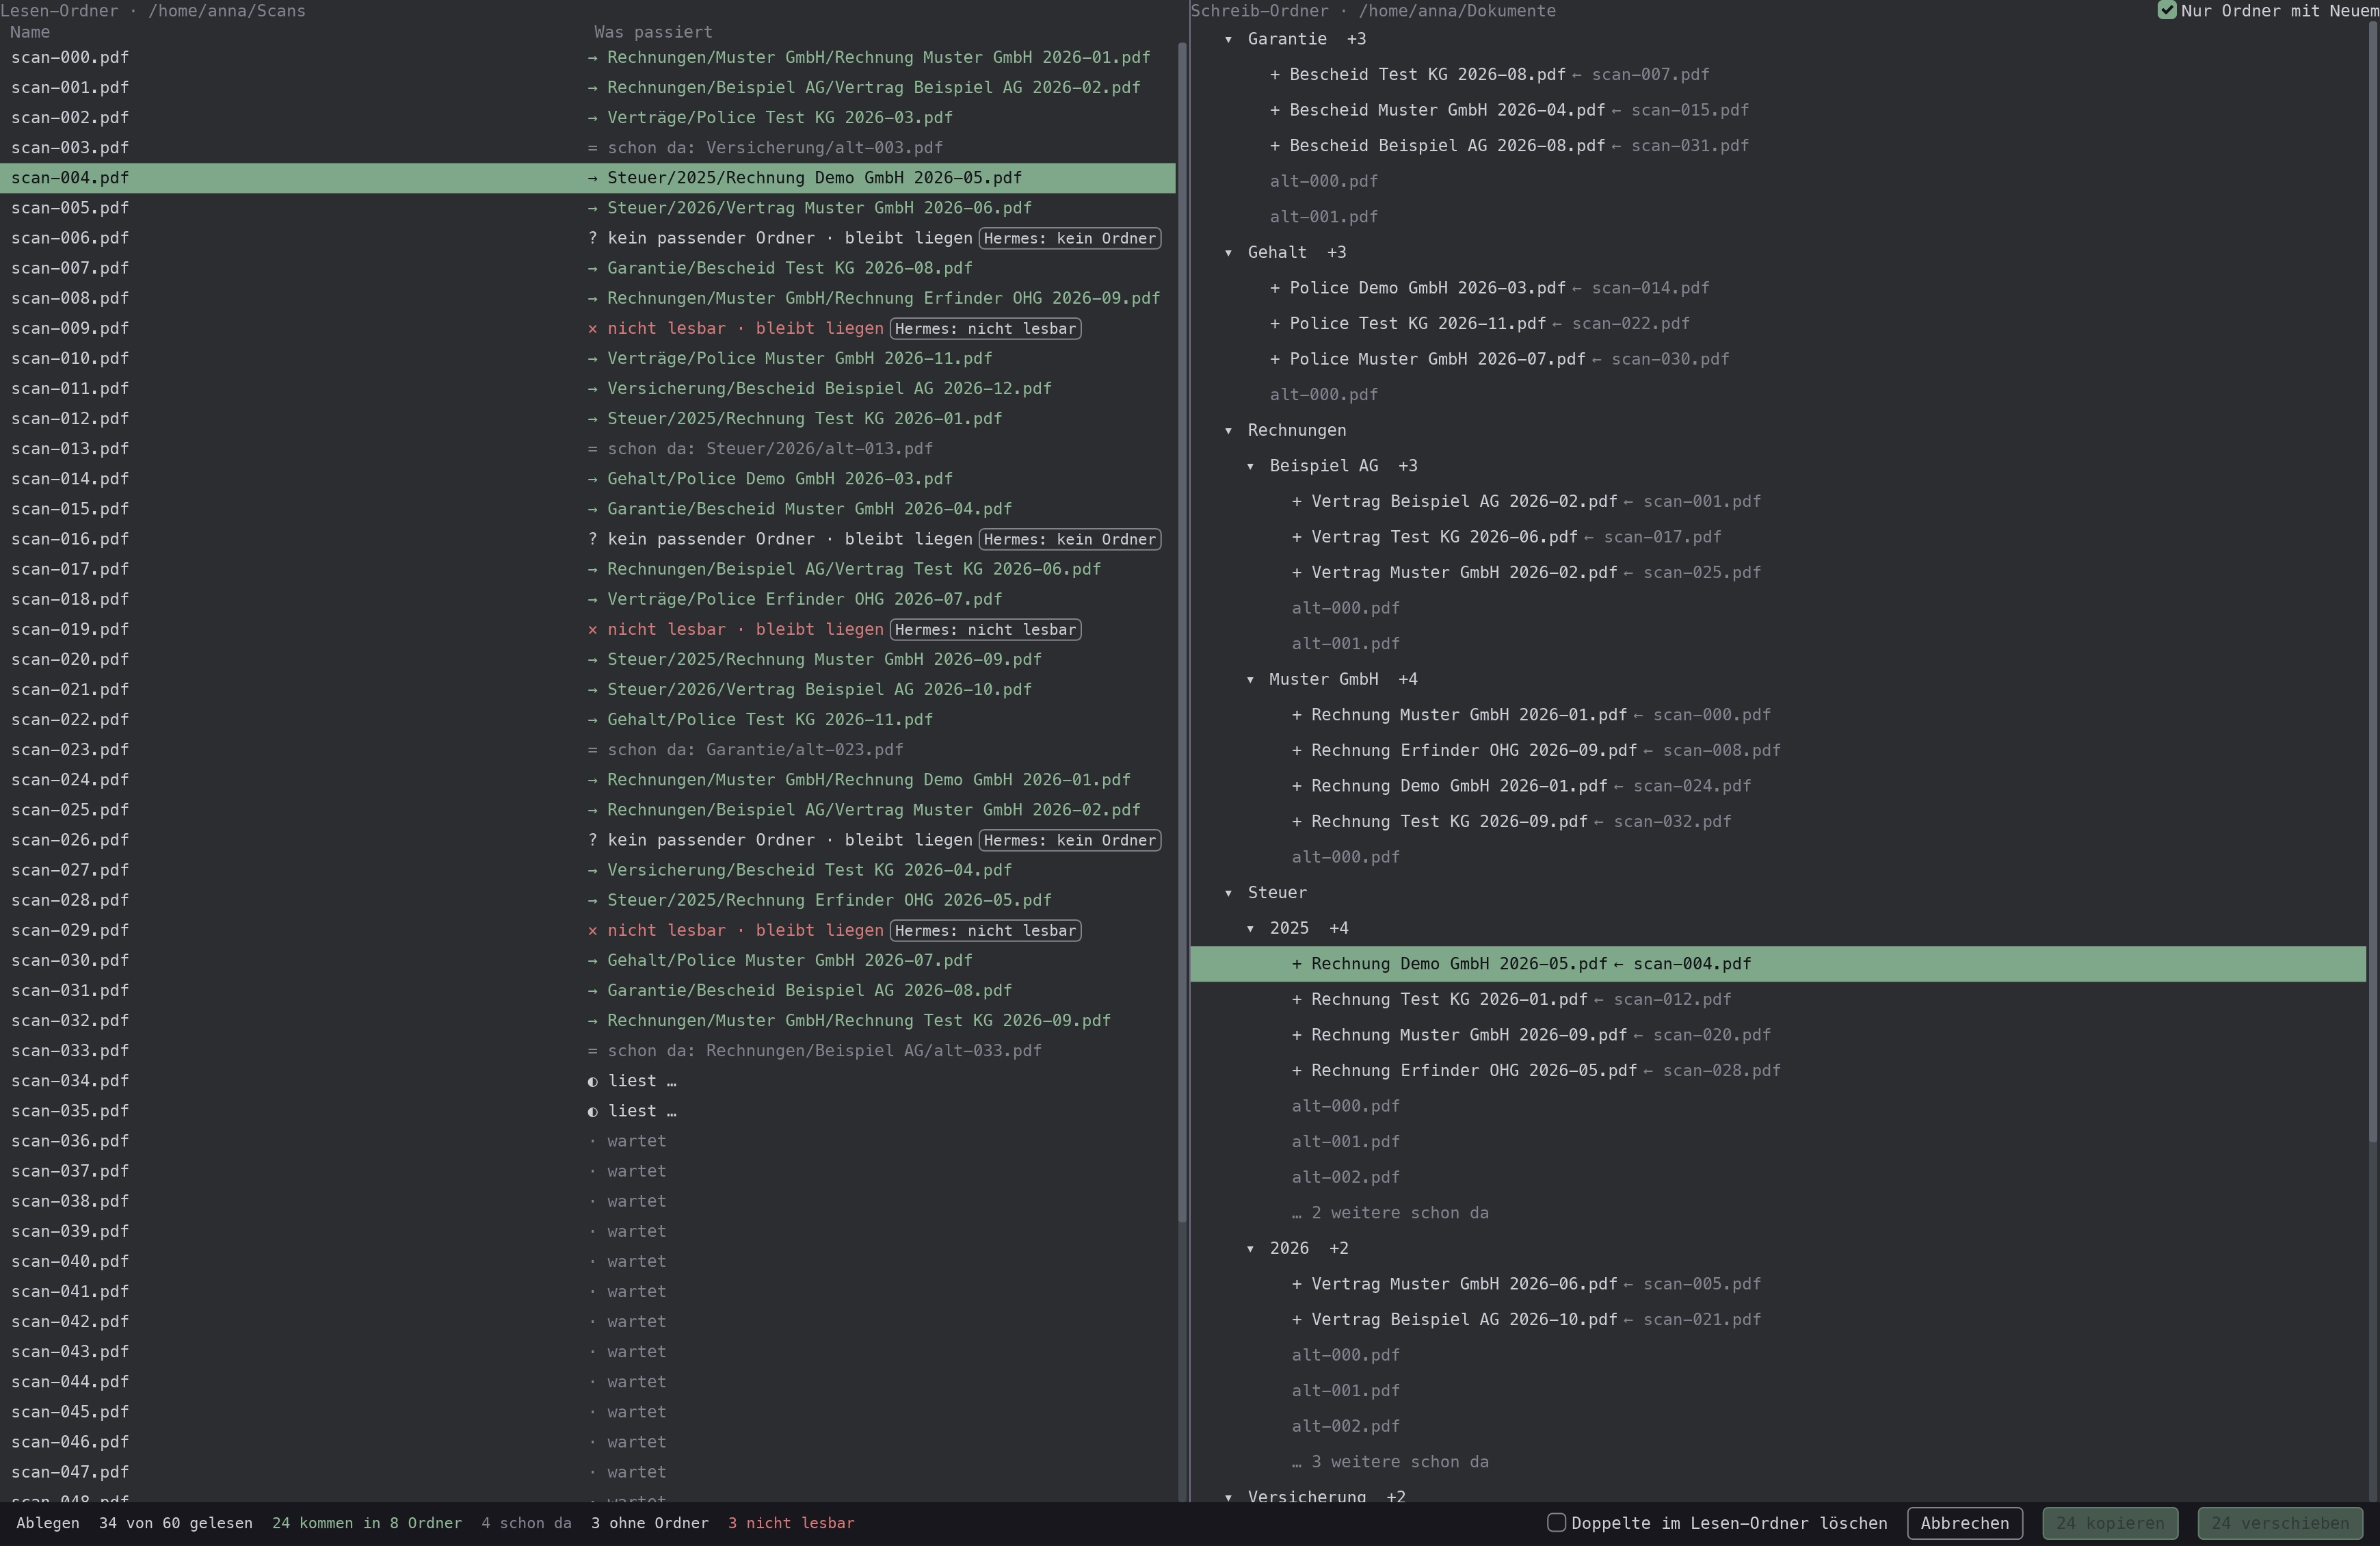 Lesen-Ordner · /home/anna/Scans
Name Was passiert
scan-000.pdf → Rechnungen/Muster GmbH/Rechnung Muster GmbH 2026-01.pdf
scan-001.pdf → Rechnungen/Beispiel AG/Vertrag Beispiel AG 2026-02.pdf
scan-002.pdf → Verträge/Police Test KG 2026-03.pdf
scan-003.pdf = schon da: Versicherung/alt-003.pdf
scan-004.pdf → Steuer/2025/Rechnung Demo GmbH 2026-05.pdf
scan-005.pdf → Steuer/2026/Vertrag Muster GmbH 2026-06.pdf
scan-006.pdf ? kein passender Ordner · bleibt liegen Hermes: kein Ordner
scan-007.pdf → Garantie/Bescheid Test KG 2026-08.pdf
scan-008.pdf → Rechnungen/Muster GmbH/Rechnung Erfinder OHG 2026-09.pdf
scan-009.pdf × nicht lesbar · bleibt liegen Hermes: nicht lesbar
scan-010.pdf → Verträge/Police Muster GmbH 2026-11.pdf
scan-011.pdf → Versicherung/Bescheid Beispiel AG 2026-12.pdf
scan-012.pdf → Steuer/2025/Rechnung Test KG 2026-01.pdf
scan-013.pdf = schon da: Steuer/2026/alt-013.pdf
scan-014.pdf → Gehalt/Police Demo GmbH 2026-03.pdf
scan-015.pdf → Garantie/Bescheid Muster GmbH 2026-04.pdf
scan-016.pdf ? kein passender Ordner · bleibt liegen Hermes: kein Ordner
scan-017.pdf → Rechnungen/Beispiel AG/Vertrag Test KG 2026-06.pdf
scan-018.pdf → Verträge/Police Erfinder OHG 2026-07.pdf
scan-019.pdf × nicht lesbar · bleibt liegen Hermes: nicht lesbar
scan-020.pdf → Steuer/2025/Rechnung Muster GmbH 2026-09.pdf
scan-021.pdf → Steuer/2026/Vertrag Beispiel AG 2026-10.pdf
scan-022.pdf → Gehalt/Police Test KG 2026-11.pdf
scan-023.pdf = schon da: Garantie/alt-023.pdf
scan-024.pdf → Rechnungen/Muster GmbH/Rechnung Demo GmbH 2026-01.pdf
scan-025.pdf → Rechnungen/Beispiel AG/Vertrag Muster GmbH 2026-02.pdf
scan-026.pdf ? kein passender Ordner · bleibt liegen Hermes: kein Ordner
scan-027.pdf → Versicherung/Bescheid Test KG 2026-04.pdf
scan-028.pdf → Steuer/2025/Rechnung Erfinder OHG 2026-05.pdf
scan-029.pdf × nicht lesbar · bleibt liegen Hermes: nicht lesbar
scan-030.pdf → Gehalt/Police Muster GmbH 2026-07.pdf
scan-031.pdf → Garantie/Bescheid Beispiel AG 2026-08.pdf
scan-032.pdf → Rechnungen/Muster GmbH/Rechnung Test KG 2026-09.pdf
scan-033.pdf = schon da: Rechnungen/Beispiel AG/alt-033.pdf
scan-034.pdf ◐ liest …
scan-035.pdf ◐ liest …
scan-036.pdf · wartet
scan-037.pdf · wartet
scan-038.pdf · wartet
scan-039.pdf · wartet
scan-040.pdf · wartet
scan-041.pdf · wartet
scan-042.pdf · wartet
scan-043.pdf · wartet
scan-044.pdf · wartet
scan-045.pdf · wartet
scan-046.pdf · wartet
scan-047.pdf · wartet
scan-048.pdf · wartet
Schreib-Ordner · /home/anna/Dokumente Nur Ordner mit Neuem
▾ Garantie +3
+ Bescheid Test KG 2026-08.pdf ← scan-007.pdf
+ Bescheid Muster GmbH 2026-04.pdf ← scan-015.pdf
+ Bescheid Beispiel AG 2026-08.pdf ← scan-031.pdf
alt-000.pdf
alt-001.pdf
▾ Gehalt +3
+ Police Demo GmbH 2026-03.pdf ← scan-014.pdf
+ Police Test KG 2026-11.pdf ← scan-022.pdf
+ Police Muster GmbH 2026-07.pdf ← scan-030.pdf
alt-000.pdf
▾ Rechnungen
▾ Beispiel AG +3
+ Vertrag Beispiel AG 2026-02.pdf ← scan-001.pdf
+ Vertrag Test KG 2026-06.pdf ← scan-017.pdf
+ Vertrag Muster GmbH 2026-02.pdf ← scan-025.pdf
alt-000.pdf
alt-001.pdf
▾ Muster GmbH +4
+ Rechnung Muster GmbH 2026-01.pdf ← scan-000.pdf
+ Rechnung Erfinder OHG 2026-09.pdf ← scan-008.pdf
+ Rechnung Demo GmbH 2026-01.pdf ← scan-024.pdf
+ Rechnung Test KG 2026-09.pdf ← scan-032.pdf
alt-000.pdf
▾ Steuer
▾ 2025 +4
+ Rechnung Demo GmbH 2026-05.pdf ← scan-004.pdf
+ Rechnung Test KG 2026-01.pdf ← scan-012.pdf
+ Rechnung Muster GmbH 2026-09.pdf ← scan-020.pdf
+ Rechnung Erfinder OHG 2026-05.pdf ← scan-028.pdf
alt-000.pdf
alt-001.pdf
alt-002.pdf
… 2 weitere schon da
▾ 2026 +2
+ Vertrag Muster GmbH 2026-06.pdf ← scan-005.pdf
+ Vertrag Beispiel AG 2026-10.pdf ← scan-021.pdf
alt-000.pdf
alt-001.pdf
alt-002.pdf
… 3 weitere schon da
▾ Versicherung +2
Ablegen 34 von 60 gelesen 24 kommen in 8 Ordner 4 schon da 3 ohne Ordner 3 nicht lesbar Doppelte im Lesen-Ordner löschen Abbrechen 24 kopieren 24 verschieben